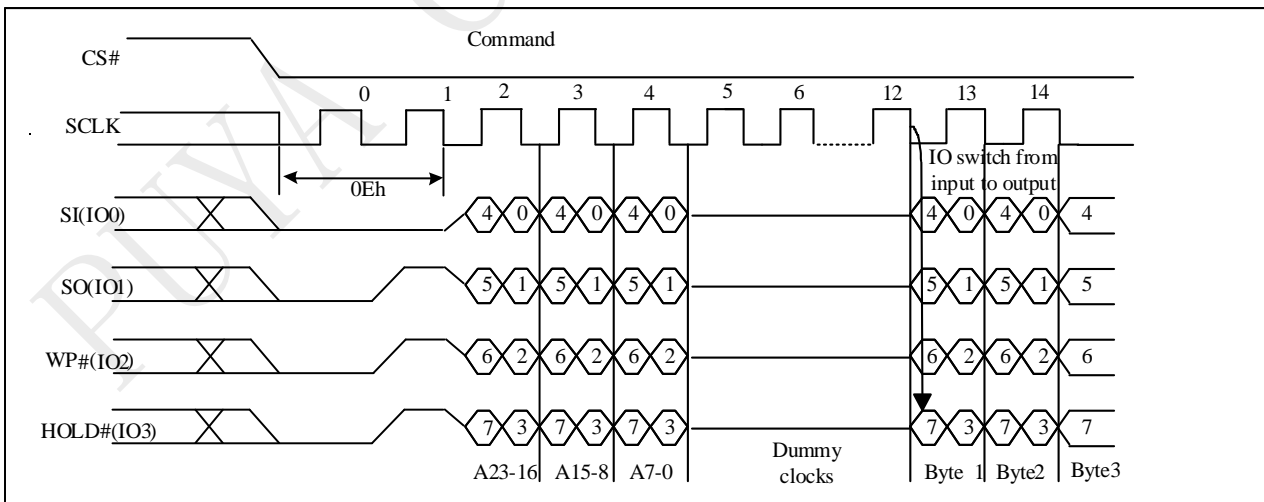 Command
CS#
0 1 2 3 4 5 6 12 13 14
SCLK
IO switch from
input to output
0Eh
SI(IO0) 4 0 4 0 4 0 4 0 4 0 4
SO(IO1) 5 1 5 1 5 1 5 1 5 1 5
WP#(IO2) 6 2 6 2 6 2 6 2 6 2 6
HOLD#(IO3) 7 3 7 3 7 3 7 3 7 3 7
Dummy
clocks
A23-16 A15-8 A7-0 Byte 1 Byte2 Byte3
PUYA